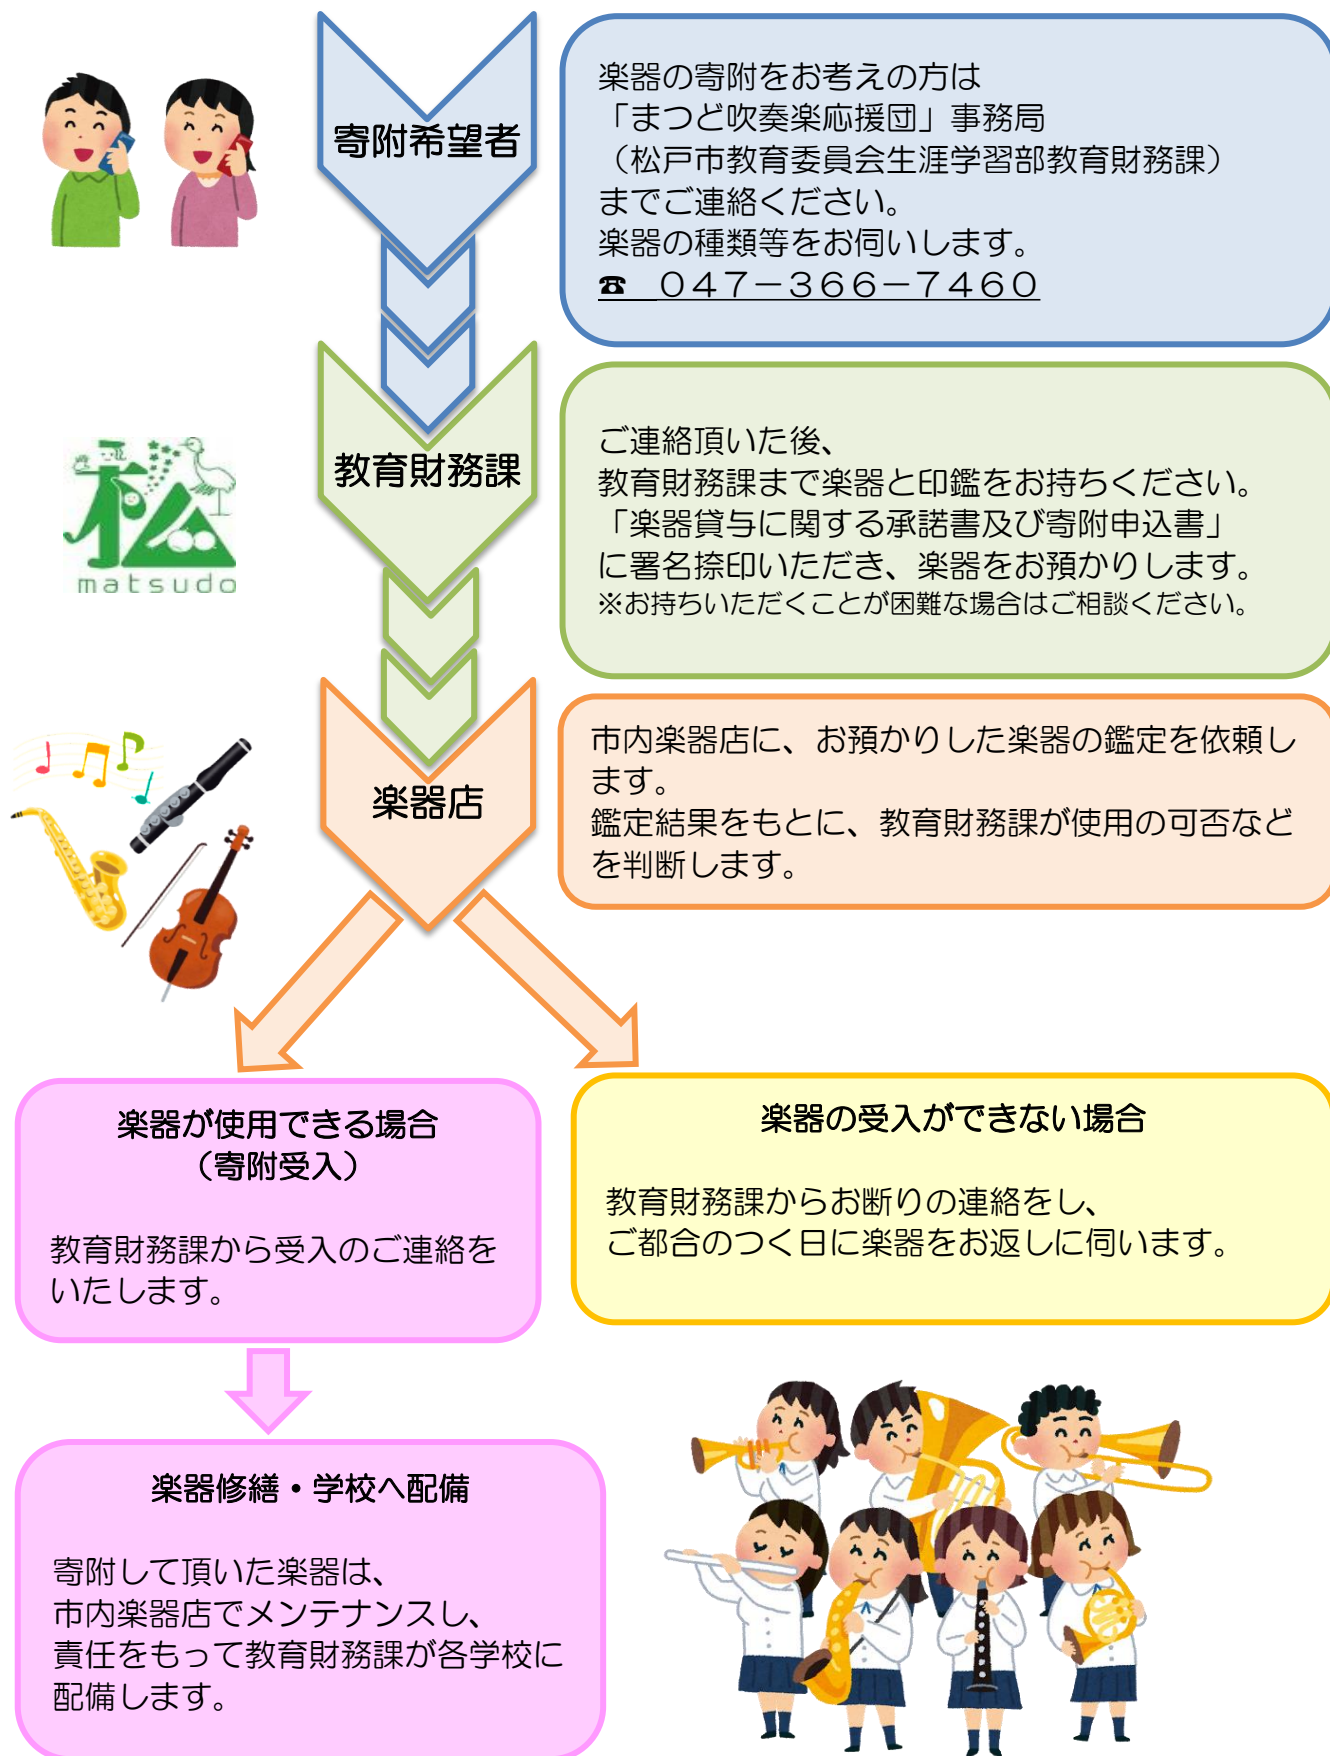 寄附希望者
楽器の寄附をお考えの方は
「まつど吹奏楽応援団」事務局
（松戸市教育委員会生涯学習部教育財務課）
までご連絡ください。
楽器の種類等をお伺いします。
☎　０４７－３６６－７４６０
松
matsudo
教育財務課
ご連絡頂いた後、
教育財務課まで楽器と印鑑をお持ちください。
「楽器貸与に関する承諾書及び寄附申込書」
に署名捺印いただき、楽器をお預かりします。
※お持ちいただくことが困難な場合はご相談ください。
楽器店
市内楽器店に、お預かりした楽器の鑑定を依頼し
ます。
鑑定結果をもとに、教育財務課が使用の可否など
を判断します。
楽器が使用できる場合
（寄附受入）
教育財務課から受入のご連絡を
いたします。
楽器の受入ができない場合
教育財務課からお断りの連絡をし、
ご都合のつく日に楽器をお返しに伺います。
楽器修繕・学校へ配備
寄附して頂いた楽器は、
市内楽器店でメンテナンスし、
責任をもって教育財務課が各学校に
配備します。